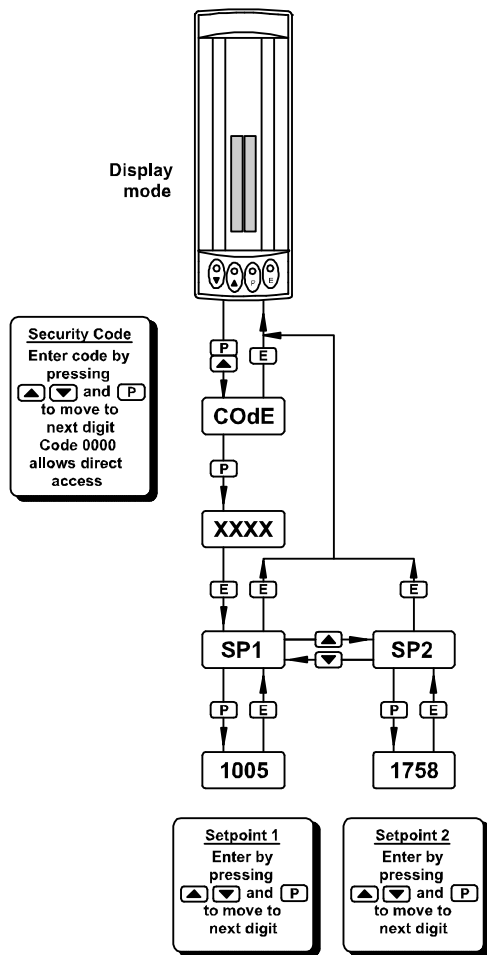 Display
mode
▼ ▲ P E
Security Code
Enter code by
pressing
▲ ▼ and P
to move to
next digit
Code 0000
allows direct
access
P
▲
E
COdE
P
XXXX
E
E
E
SP1
▲
▼
SP2
P
E
P
E
1005
1758
Setpoint 1
Enter by
pressing
▲ ▼ and P
to move to
next digit
Setpoint 2
Enter by
pressing
▲ ▼ and P
to move to
next digit